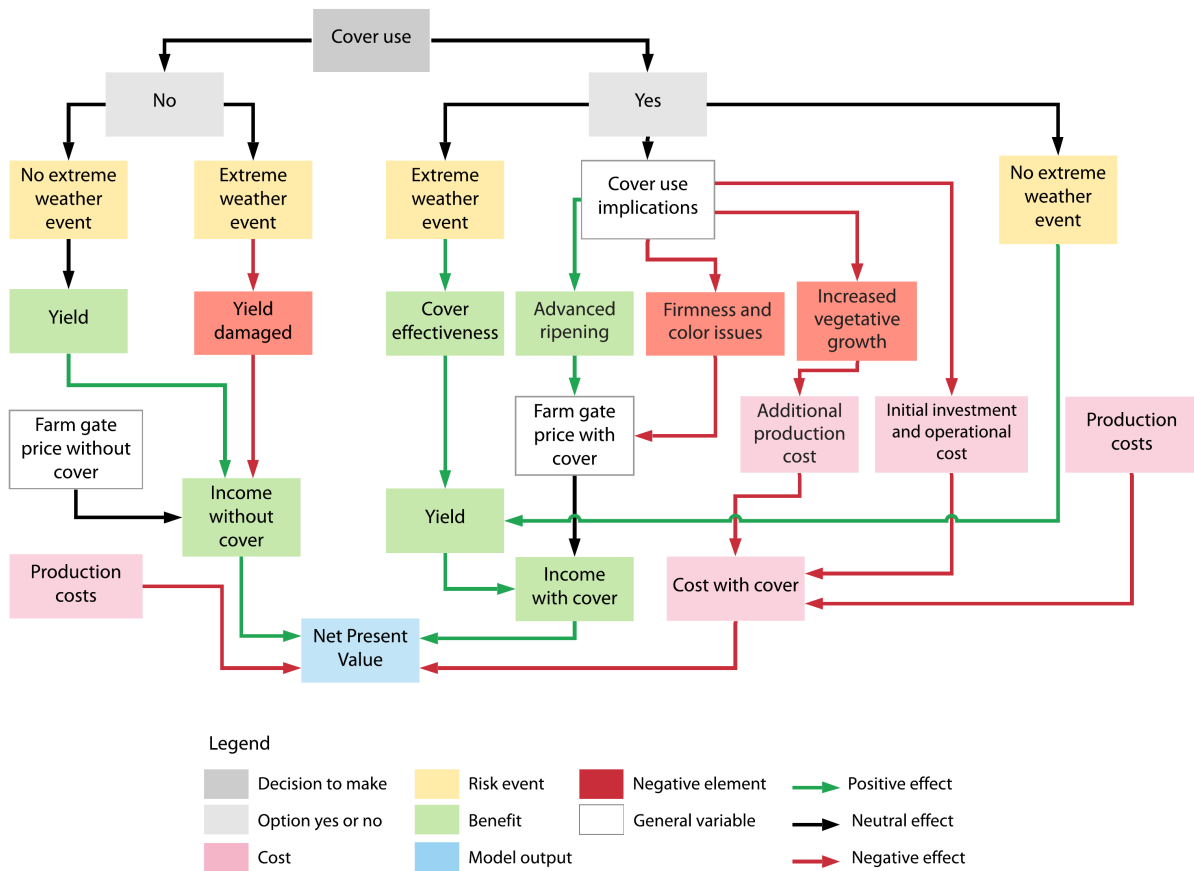 Cover use
No
Yes
No extreme
weather
event
Extreme
weather
event
Extreme
weather
event
Cover use
implications
No extreme
weather
event
Yield
Yield
damaged
Cover
effectiveness
Advanced
ripening
Firmness and
color issues
Increased
vegetative
growth
Farm gate
price without
cover
Farm gate
price with
cover
Additional
production
cost
Initial investment
and operational
cost
Production
costs
Income
without
cover
Yield
Production
costs
Income
with cover
Cost with cover
Net Present
Value
Legend
Decision to make
Risk event
Negative element
Positive effect
Option yes or no
Benefit
General variable
Neutral effect
Cost
Model output
Negative effect